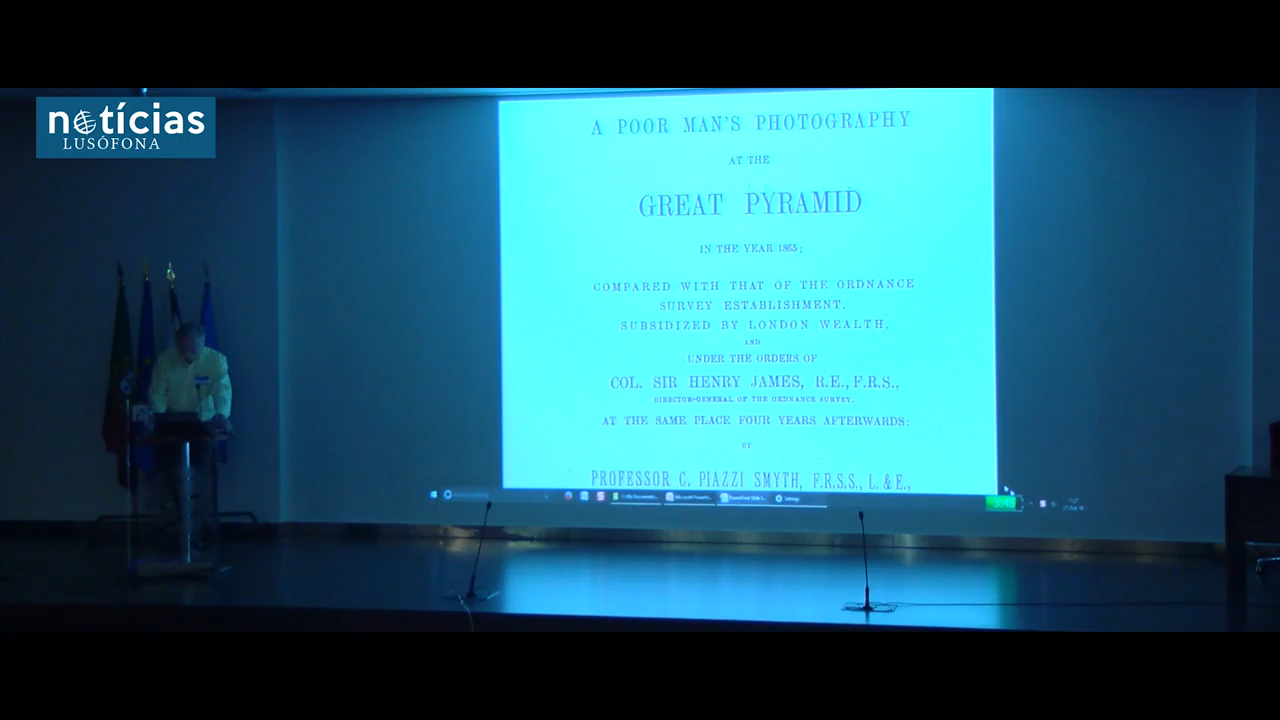 notícias
LUSÓFONA
A POOR MAN'S PHOTOGRAPHY
AT THE
GREAT PYRAMID
IN THE YEAR 1865;
COMPARED WITH THAT OF THE ORDNANCE
SURVEY ESTABLISHMENT,
SUBSIDIZED BY LONDON WEALTH,
AND
UNDER THE ORDERS OF
COL. SIR HENRY JAMES, R.E., F.R.S.,
DIRECTOR-GENERAL OF THE ORDNANCE SURVEY,
AT THE SAME PLACE FOUR YEARS AFTERWARDS:
BY
PROFESSOR C. PIAZZI SMYTH, F.R.S.S., L. & E.,
Settings